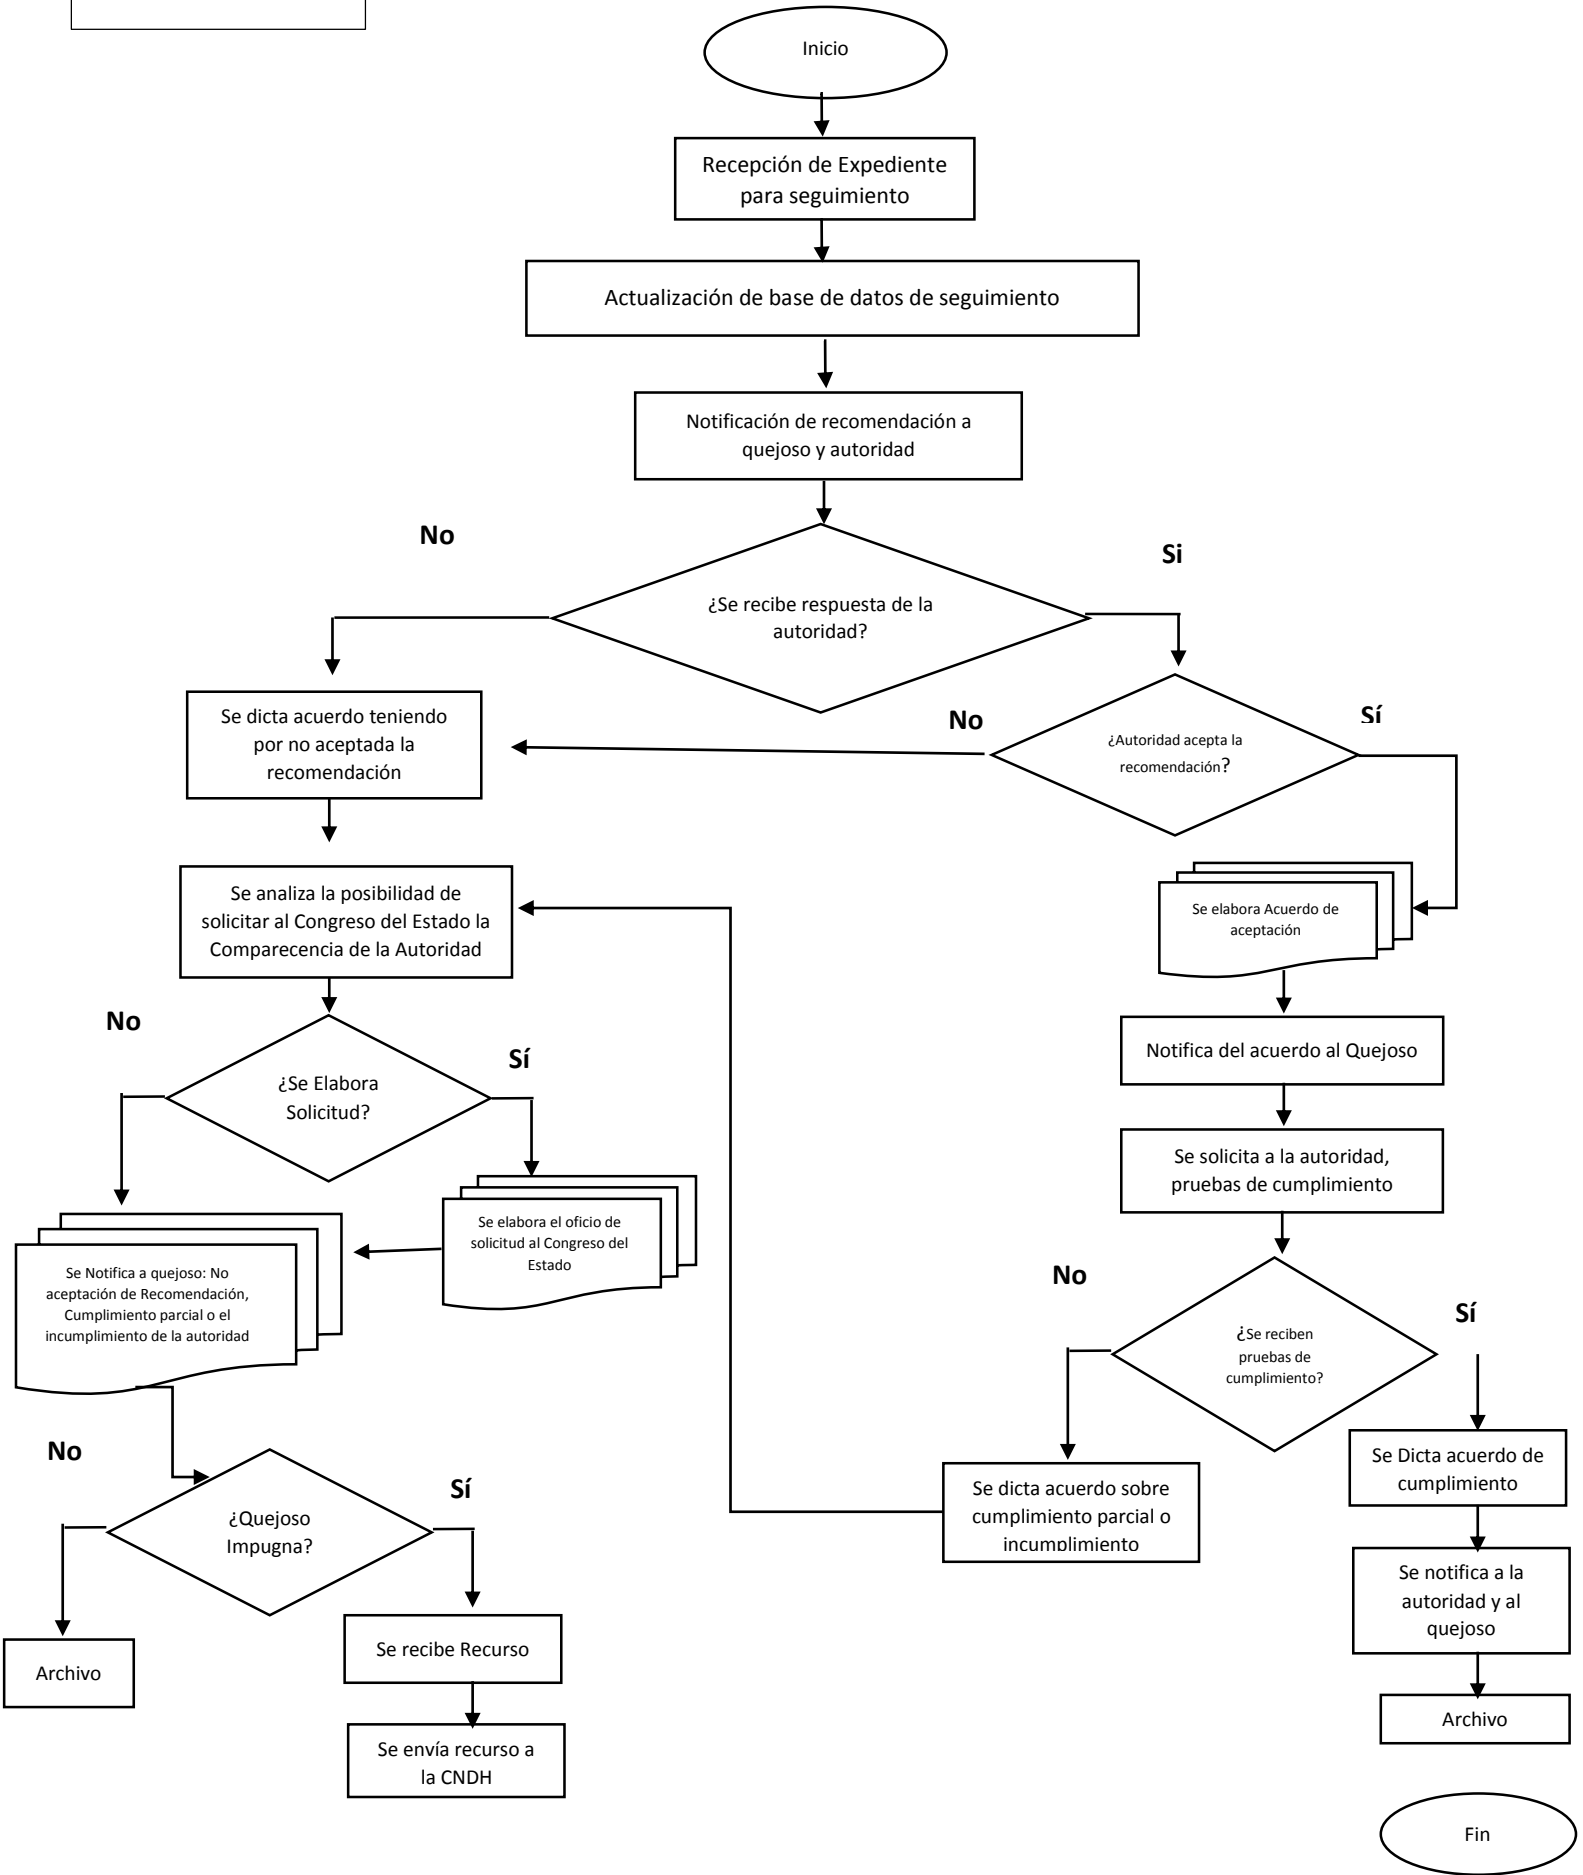 Inicio
Recepción de Expediente
para seguimiento
Actualización de base de datos de seguimiento
Notificación de recomendación a
quejoso y autoridad
No
Si
¿Se recibe respuesta de la
autoridad?
Se dicta acuerdo teniendo
por no aceptada la
recomendación
No
Sí
¿Autoridad acepta la
recomendación?
Se analiza la posibilidad de
solicitar al Congreso del Estado la
Comparecencia de la Autoridad
Se elabora Acuerdo de
aceptación
No
Sí
¿Se Elabora
Solicitud?
Notifica del acuerdo al Quejoso
Se solicita a la autoridad,
pruebas de cumplimiento
Se elabora el oficio de
solicitud al Congreso del
Estado
Se Notifica a quejoso: No
aceptación de Recomendación,
Cumplimiento parcial o el
incumplimiento de la autoridad
No
Sí
¿Se reciben
pruebas de
cumplimiento?
No
Sí
¿Quejoso
Impugna?
Se dicta acuerdo sobre
cumplimiento parcial o
incumplimiento
Se Dicta acuerdo de
cumplimiento
Se notifica a la
autoridad y al
quejoso
Archivo
Se recibe Recurso
Se envía recurso a
la CNDH
Archivo
Fin